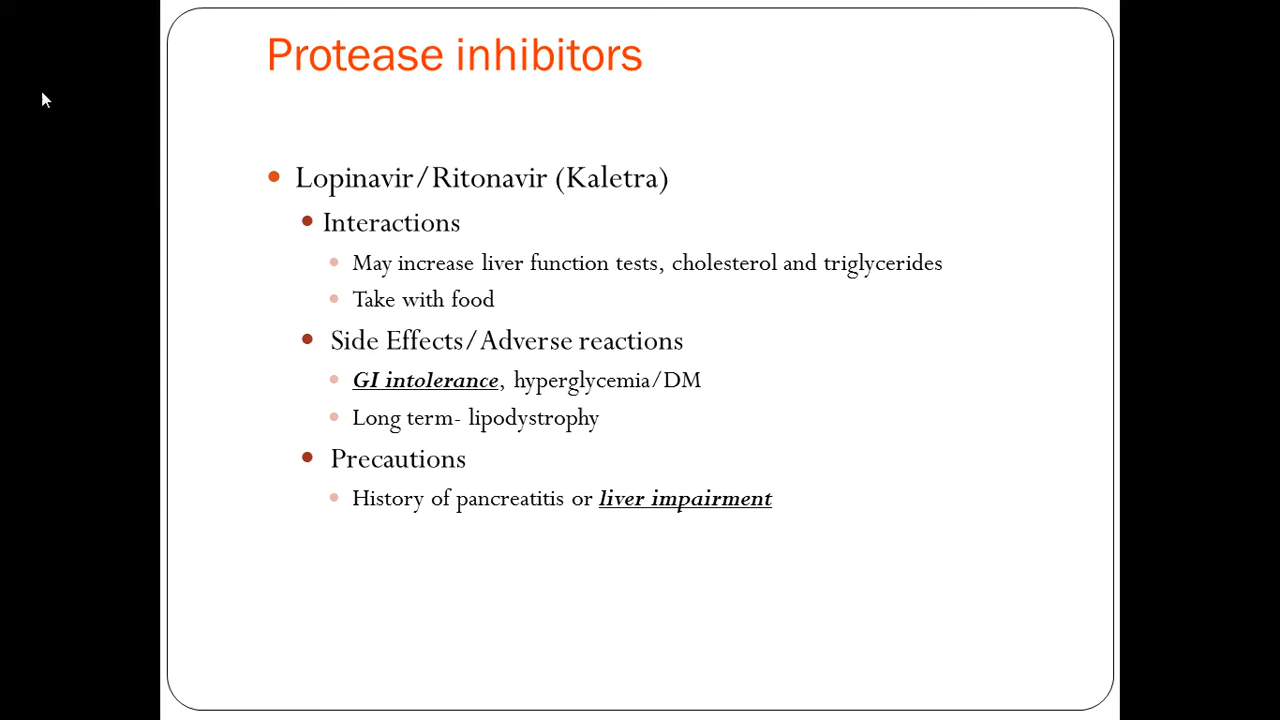 Protease inhibitors
Lopinavir/Ritonavir (Kaletra)
Interactions
May increase liver function tests, cholesterol and triglycerides
Take with food
Side Effects/Adverse reactions
GI intolerance, hyperglycemia/DM
Long term- lipodystrophy
Precautions
History of pancreatitis or liver impairment